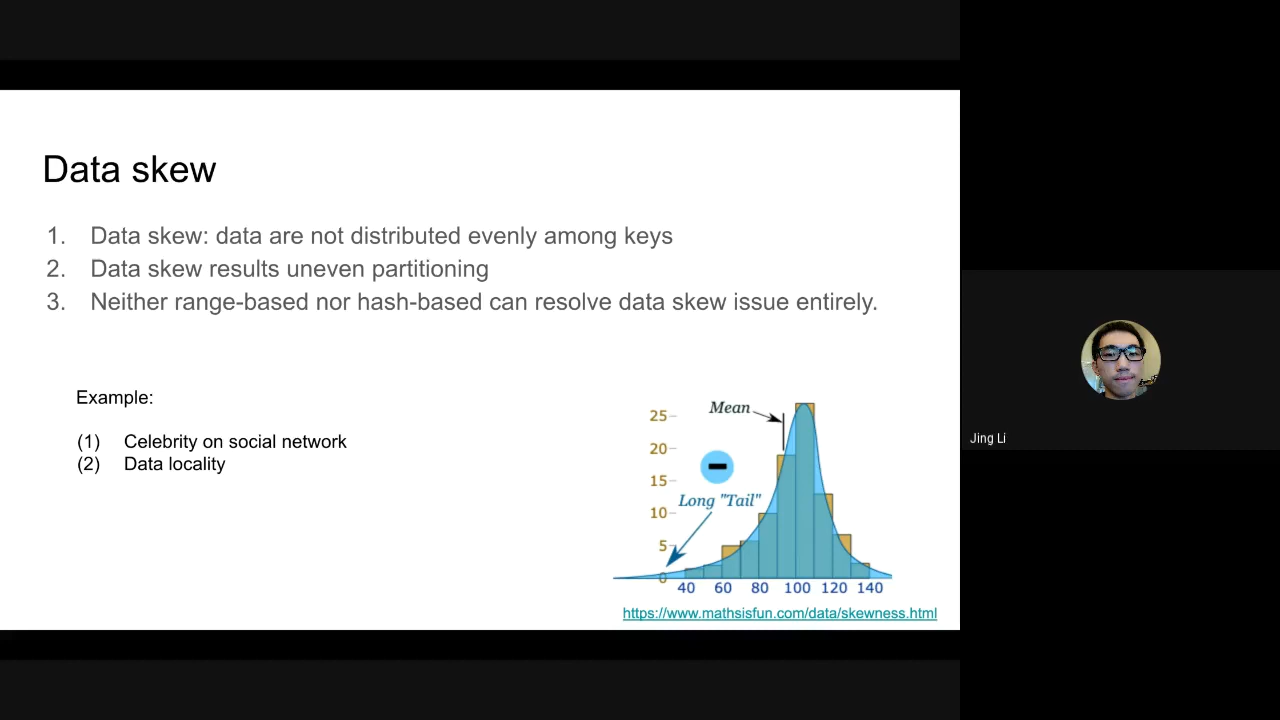 Data skew
1. Data skew: data are not distributed evenly among keys
2. Data skew results uneven partitioning
3. Neither range-based nor hash-based can resolve data skew issue entirely.
Example:
(1) Celebrity on social network
(2) Data locality
Mean
Long "Tail"
25
20
15
10
5
0
40 60 80 100 120 140
https://www.mathsisfun.com/data/skewness.html
Jing Li